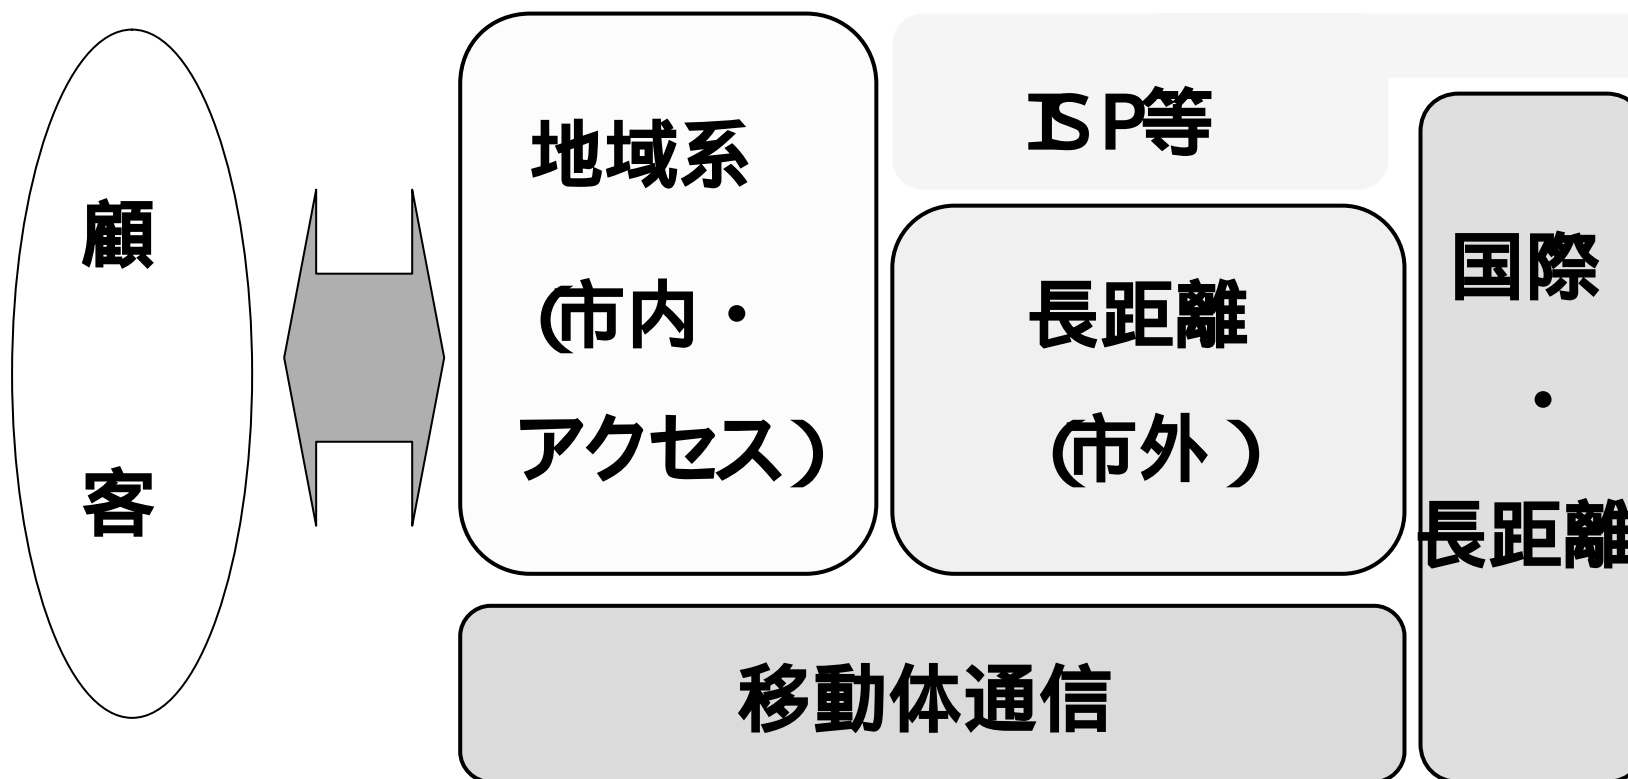 顧
客
地域系
(市内・
アクセス)
ISP等
長距離
(市外)
国際
・
長距離
移動体通信